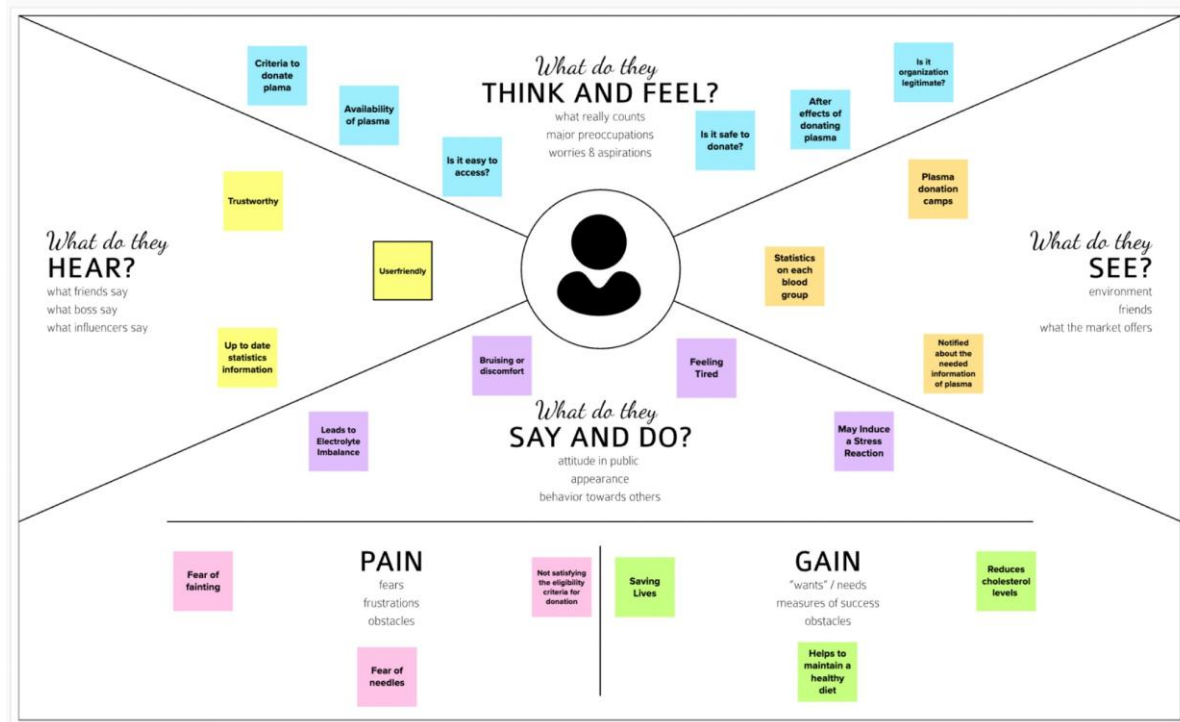 Criteria to
donate
plama
Availability
of plasma
Is it easy to
access?
What do they
THINK AND FEEL?
what really counts
major preoccupations
worries & aspirations
Is it safe to
donate?
After
effects of
donating
plasma
Is it
organization
legitimate?
What do they
HEAR?
what friends say
what boss say
what influencers say
Trustworthy
Userfriendly
Up to date
statistics
information
Plasma
donation
camps
Statistics
on each
blood
group
Notified
about the
needed
information
of plasma
What do they
SEE?
environment
friends
what the market offers
Bruising or
discomfort
Feeling
Tired
Leads to
Electrolyte
Imbalance
What do they
SAY AND DO?
attitude in public
appearance
behavior towards others
May Induce
a Stress
Reaction
Fear of
fainting
PAIN
fears
frustrations
obstacles
Not satisfying
the eligibility
criteria for
donation
Fear of
needles
Saving
Lives
GAIN
"wants" / needs
measures of success
obstacles
Reduces
cholesterol
levels
Helps to
maintain a
healthy
diet